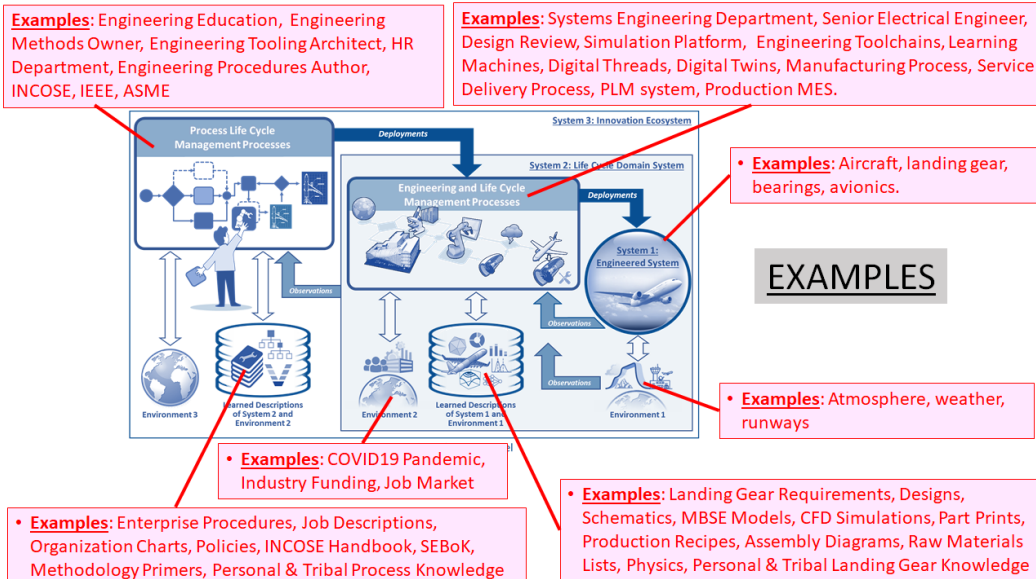 Examples: Engineering Education, Engineering
Methods Owner, Engineering Tooling Architect, HR
Department, Engineering Procedures Author,
INCOSE, IEEE, ASME
Examples: Systems Engineering Department, Senior Electrical Engineer,
Design Review, Simulation Platform, Engineering Toolchains, Learning
Machines, Digital Threads, Digital Twins, Manufacturing Process, Service
Delivery Process, PLM system, Production MES.
System 3: Innovation Ecosystem
Process Life Cycle
Management Processes
Deployments
System 2: Life Cycle Domain System
Engineering and Life Cycle
Management Processes
Deployments
• Examples: Aircraft, landing gear,
bearings, avionics.
System 1:
Engineered System
EXAMPLES
Observations
Observations
Observations
Environment 3
Learned Descriptions
of System 2 and
Environment 2
Environment 2
Learned Descriptions
of System 1 and
Environment 1
Environment 1
• Examples: Atmosphere, weather,
runways
• Examples: COVID19 Pandemic,
Industry Funding, Job Market
• Examples: Enterprise Procedures, Job Descriptions,
Organization Charts, Policies, INCOSE Handbook, SEBoK,
Methodology Primers, Personal & Tribal Process Knowledge
• Examples: Landing Gear Requirements, Designs,
Schematics, MBSE Models, CFD Simulations, Part Prints,
Production Recipes, Assembly Diagrams, Raw Materials
Lists, Physics, Personal & Tribal Landing Gear Knowledge